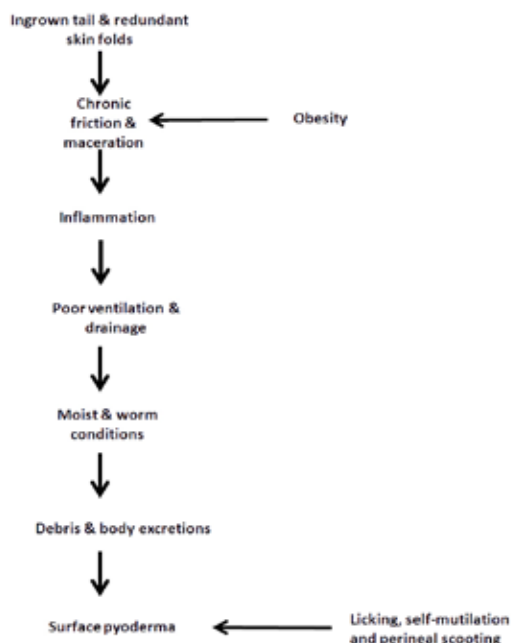 Ingrown tail & redundant
skin folds
Chronic
friction &
maceration
Obesity
Inflammation
Poor ventilation &
drainage
Moist & worm
conditions
Debris & body excretions
Surface pyoderma
Licking, self-mutilation
and perineal scooting